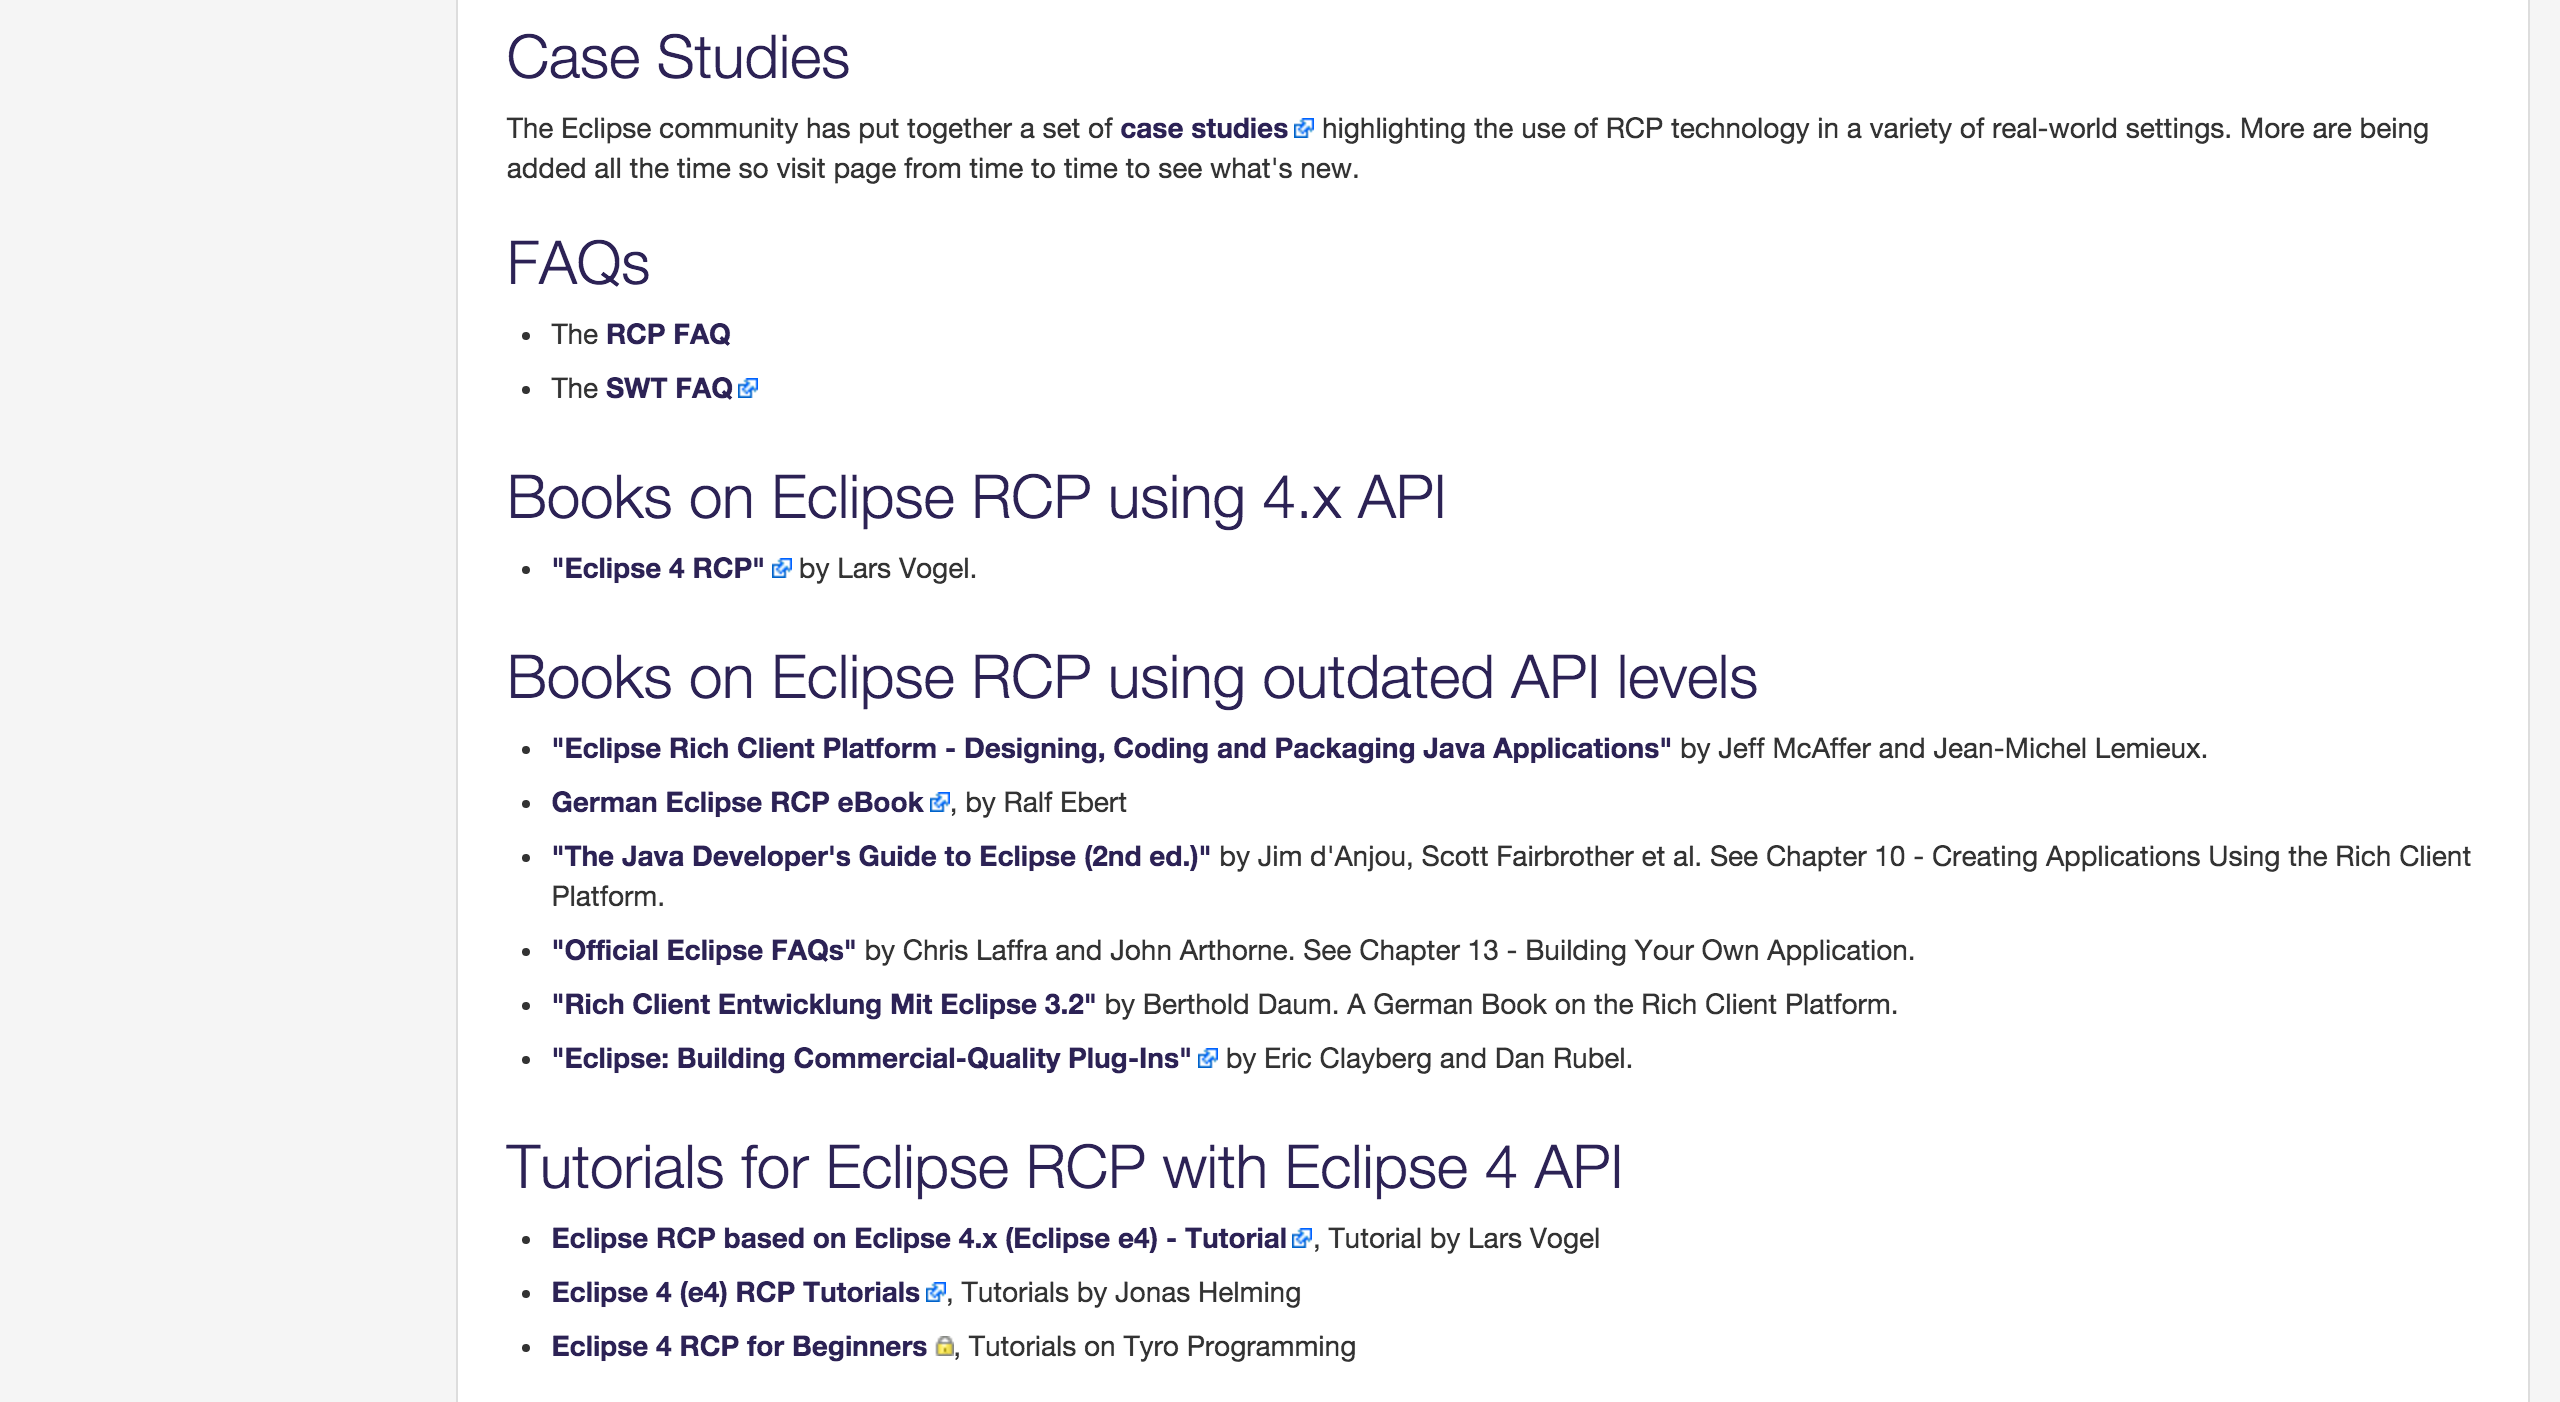 Case Studies
The Eclipse community has put together a set of case studies highlighting the use of RCP technology in a variety of real-world settings. More are being
added all the time so visit page from time to time to see what's new.
FAQs
• The RCP FAQ
• The SWT FAQ
Books on Eclipse RCP using 4.x API
• "Eclipse 4 RCP" by Lars Vogel.
Books on Eclipse RCP using outdated API levels
• "Eclipse Rich Client Platform - Designing, Coding and Packaging Java Applications" by Jeff McAffer and Jean-Michel Lemieux.
• German Eclipse RCP eBook, by Ralf Ebert
• "The Java Developer's Guide to Eclipse (2nd ed.)" by Jim d'Anjou, Scott Fairbrother et al. See Chapter 10 - Creating Applications Using the Rich Client
Platform.
• "Official Eclipse FAQs" by Chris Laffra and John Arthorne. See Chapter 13 - Building Your Own Application.
• "Rich Client Entwicklung Mit Eclipse 3.2" by Berthold Daum. A German Book on the Rich Client Platform.
• "Eclipse: Building Commercial-Quality Plug-Ins" by Eric Clayberg and Dan Rubel.
Tutorials for Eclipse RCP with Eclipse 4 API
• Eclipse RCP based on Eclipse 4.x (Eclipse e4) - Tutorial, Tutorial by Lars Vogel
• Eclipse 4 (e4) RCP Tutorials, Tutorials by Jonas Helming
• Eclipse 4 RCP for Beginners, Tutorials on Tyro Programming